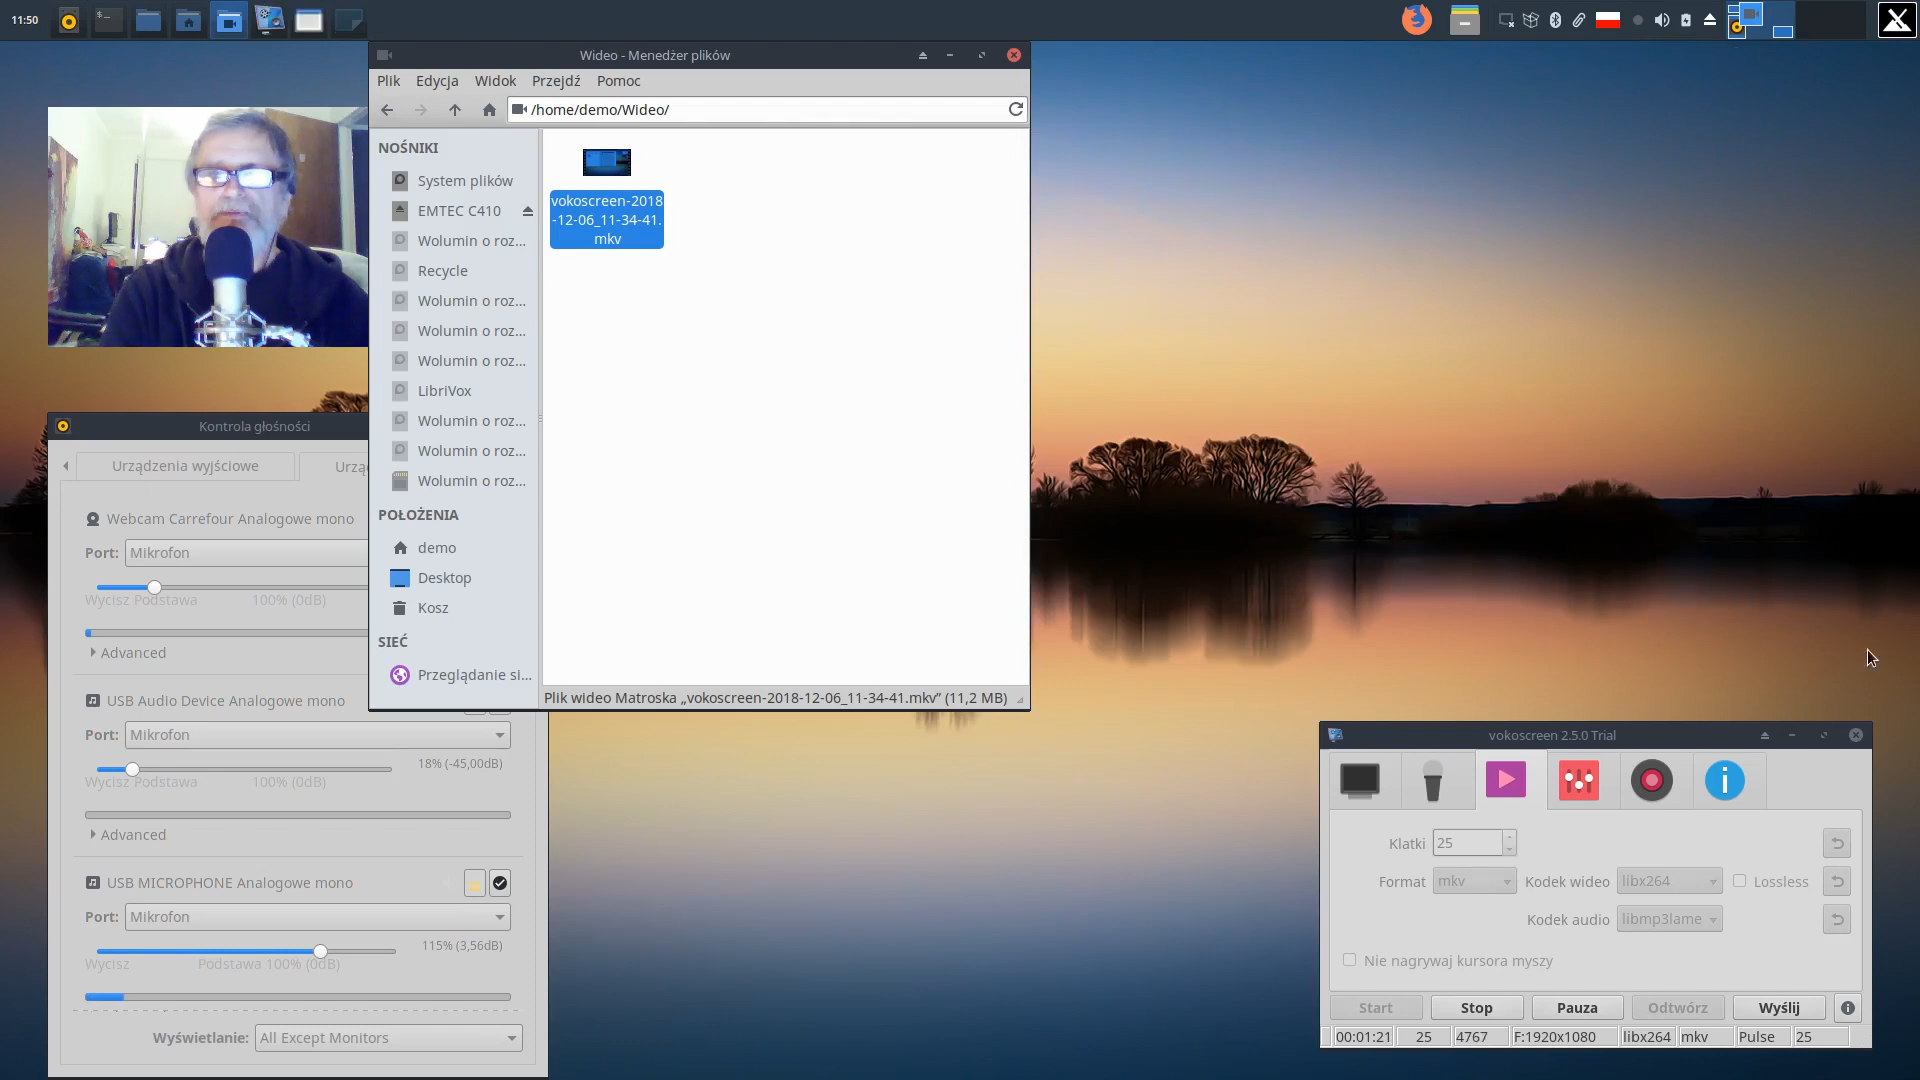 11:50
Wideo - Menedżer plików
Plik Edycja Widok Przejdź Pomoc
/home/demo/Wideo/
NOŚNIKI
System plików
EMTEC C410
Wolumin o roz...
Recycle
Wolumin o roz...
Wolumin o roz...
Wolumin o roz...
LibriVox
Wolumin o roz...
Wolumin o roz...
Wolumin o roz...
POŁOŻENIA
demo
Desktop
Kosz
SIEĆ
Przeglądanie si...
vokoscreen-2018
-12-06_11-34-41.
mkv
Plik wideo Matroska „vokoscreen-2018-12-06_11-34-41.mkv” (11,2 MB)
Kontrola głośności
Urządzenia wyjściowe Urzą
Webcam Carrefour Analogowe mono
Port: Mikrofon
Wycisz Podstawa 100% (0dB)
Advanced
USB Audio Device Analogowe mono
Port: Mikrofon
18% (-45,00dB)
Wycisz Podstawa 100% (0dB)
Advanced
USB MICROPHONE Analogowe mono
Port: Mikrofon
115% (3,56dB)
Wycisz Podstawa 100% (0dB)
Wyświetlanie: All Except Monitors
vokoscreen 2.5.0 Trial
Klatki 25
Format mkv Kodek wideo libx264 Lossless
Kodek audio libmp3lame
Nie nagrywaj kursora myszy
Start Stop Pauza Odtwórz Wyślij
00:01:21 25 4767 F:1920x1080 libx264 mkv Pulse 25